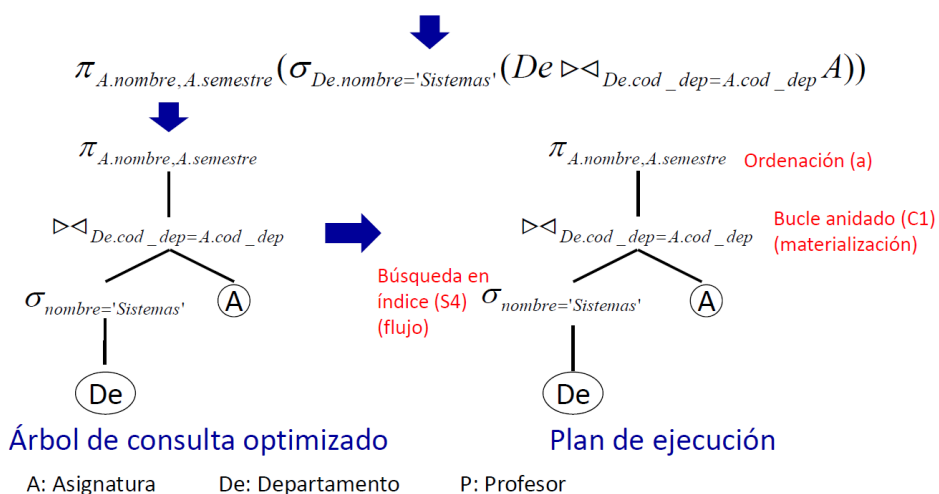 π A.nombre,A.semestre (σ De.nombre='Sistemas' (De ⊳⊲ De.cod_dep=A.cod_dep A))
π A.nombre,A.semestre
π A.nombre,A.semestre
Ordenación (a)
⊳⊲ De.cod_dep=A.cod_dep
⊳⊲ De.cod_dep=A.cod_dep
Bucle anidado (C1)
(materialización)
Búsqueda en
índice (S4)
(flujo)
σ nombre='Sistemas'
A
σ nombre='Sistemas'
A
De
De
Árbol de consulta optimizado
Plan de ejecución
A: Asignatura De: Departamento P: Profesor